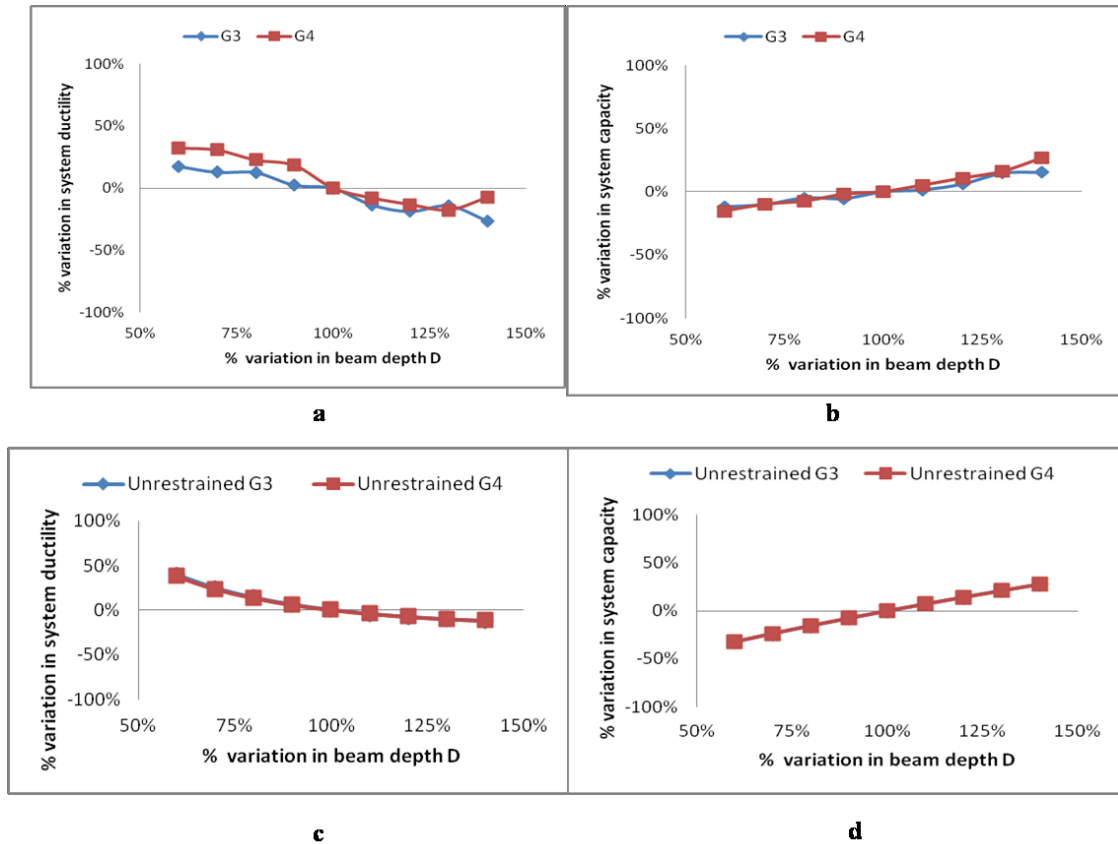 G3 G4
% variation in system ductility
100%
50%
0%
-50%
-100%
50% 75% 100% 125% 150%
% variation in beam depth D
a
G3 G4
% variation in system capacity
100%
50%
0%
-50%
-100%
50% 75% 100% 125% 150%
% variation in beam depth D
b
Unrestrained G3 Unrestrained G4
% variation in system ductility
100%
50%
0%
-50%
-100%
50% 75% 100% 125% 150%
% variation in beam depth D
c
Unrestrained G3 Unrestrained G4
% variation in system capacity
100%
50%
0%
-50%
-100%
50% 75% 100% 125% 150%
% variation in beam depth D
d